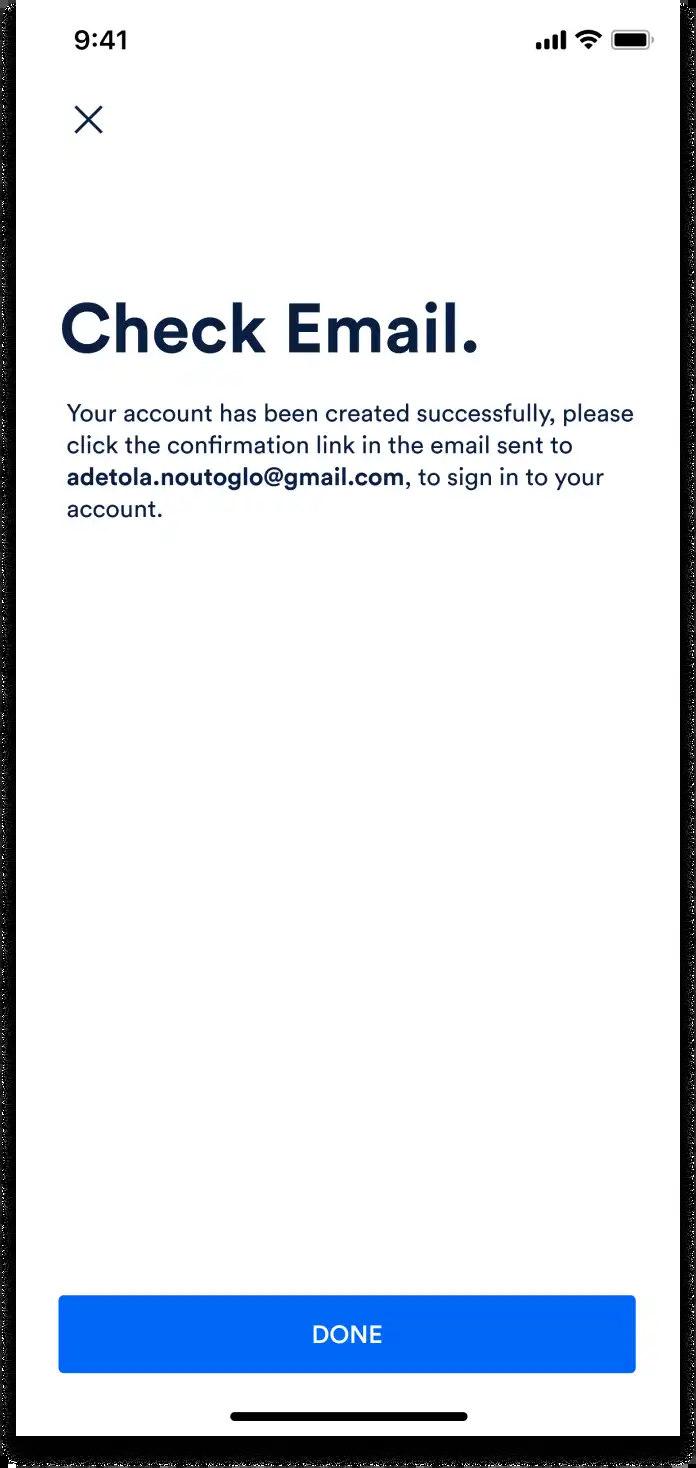 9:41
Check Email.
Your account has been created successfully, please
click the confirmation link in the email sent to
adetola.noutoglo@gmail.com, to sign in to your
account.
DONE